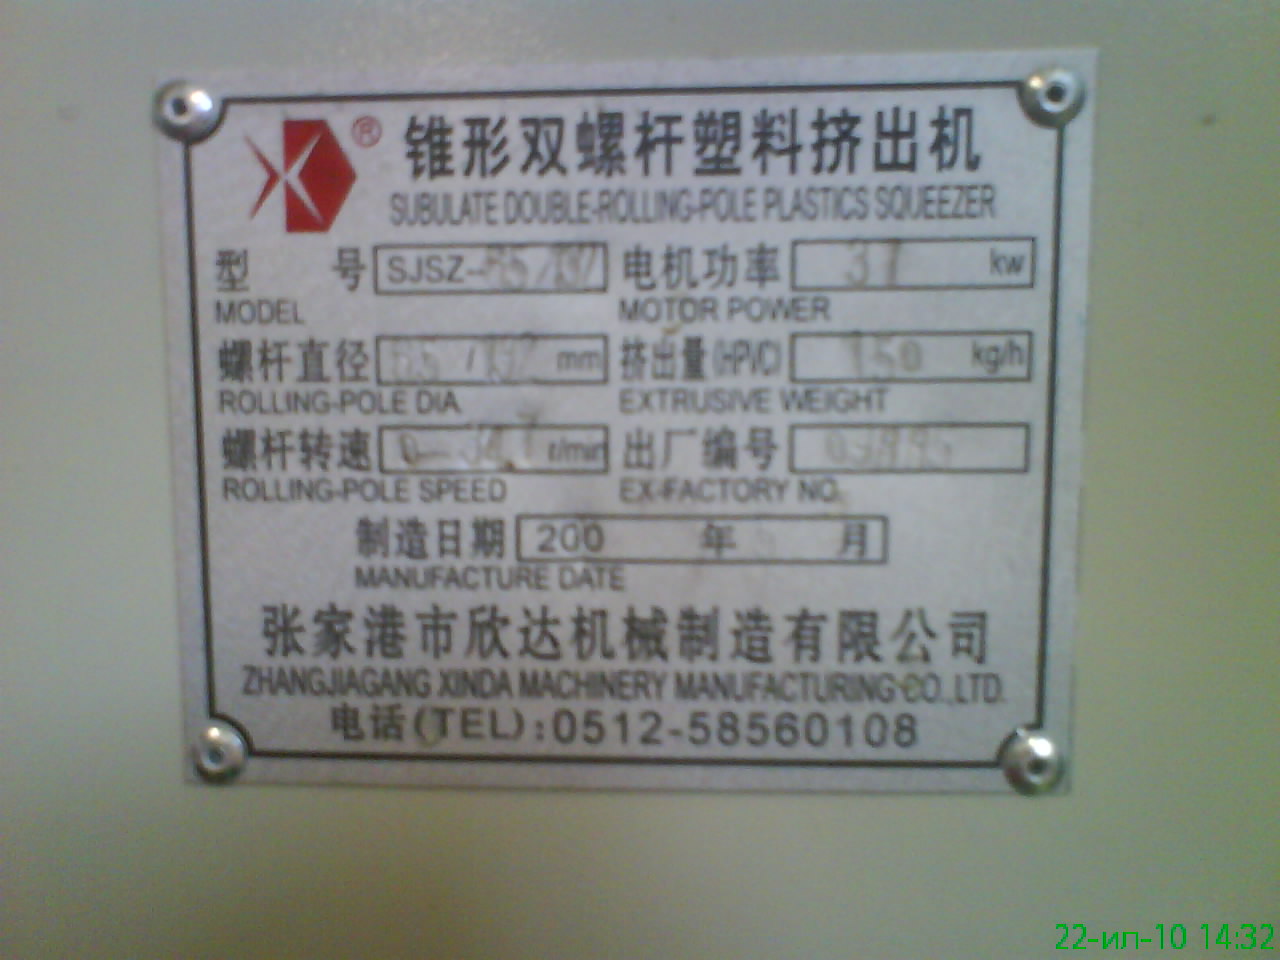 ®
锥形双螺杆塑料挤出机
SUBULATE DOUBLE-ROLLING-POLE PLASTICS SQUEEZER
型 号 SJSZ- 电机功率 37 kw
MODEL MOTOR POWER
螺杆直径 / mm 挤出量(HPVC) 150 kg/h
ROLLING-POLE DIA EXTRUSIVE WEIGHT
螺杆转速 r/min 出厂编号
ROLLING-POLE SPEED EX-FACTORY NO.
制造日期 200 年 月
MANUFACTURE DATE
张家港市欣达机械制造有限公司
ZHANGJIAGANG XINDA MACHINERY MANUFACTURING CO.,LTD.
电话(TEL):0512-58560108
22-ип-10 14:32